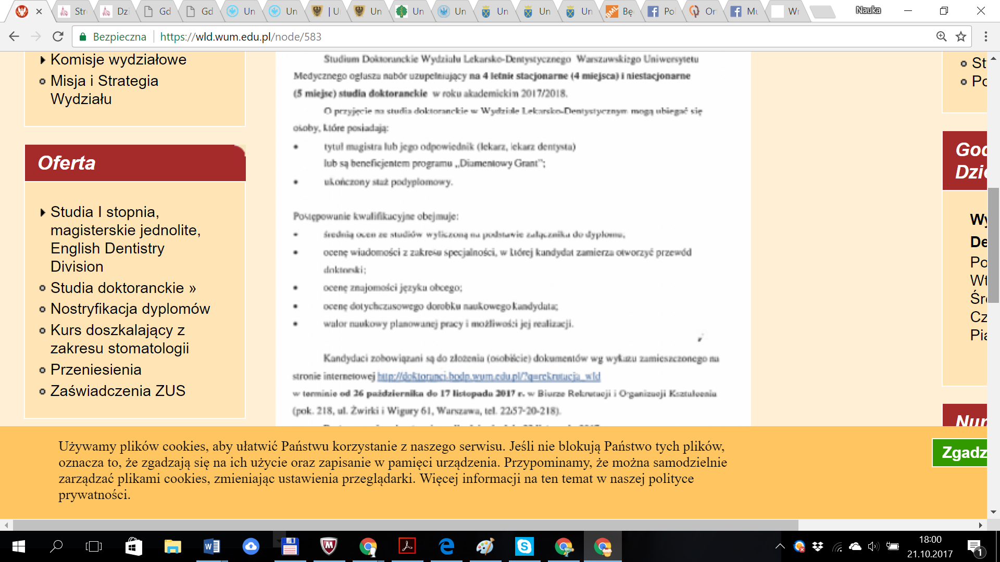 Str
Dzi
Gd
Gd
Un
Un
| U
Un
Un
Un
Un
Un
Un
Bę
Po
Or
Mu
Wr
Nauka
Bezpieczna
https://wld.wum.edu.pl/node/583
Komisje wydziałowe
Misja i Strategia
Wydziału
Oferta
Studia I stopnia,
magisterskie jednolite,
English Dentistry
Division
Studia doktoranckie »
Nostryfikacja dyplomów
Kurs doszkalający z
zakresu stomatologii
Przeniesienia
Zaświadczenia ZUS
Studium Doktoranckie Wydziału Lekarsko-Dentystycznego Warszawskiego Uniwersytetu
Medycznego ogłasza nabór uzupełniający na 4 letnie stacjonarne (4 miejsca) i niestacjonarne
(5 miejsc) studia doktoranckie w roku akademickim 2017/2018.
O przyjęcie na studia doktoranckie w Wydziale Lekarsko-Dentystycznym mogą ubiegać się
osoby, które posiadają:
• tytuł magistra lub jego odpowiednik (lekarz, lekarz dentysta)
lub są beneficjentem programu „Diamentowy Grant";
• ukończony staż podyplomowy.
Postępowanie kwalifikacyjne obejmuje:
• średnią ocen ze studiów wyliczoną na podstawie załącznika do dyplomu,
• ocenę wiadomości z zakresu specjalności, w której kandydat zamierza otworzyć przewód
doktorski;
• ocenę znajomości języka obcego;
• ocenę dotychczasowego dorobku naukowego kandydata;
• walor naukowy planowanej pracy i możliwości jej realizacji.
Kandydaci zobowiązani są do złożenia (osobiście) dokumentów wg wykazu zamieszczonego na
stronie internetowej http://doktoranci.bodp.wum.edu.pl/?q=rekrutacja_wld
w terminie od 26 października do 17 listopada 2017 r. w Biurze Rekrutacji i Organizacji Kształcenia
(pok. 218, ul. Żwirki i Wigury 61, Warszawa, tel. 22/57-20-218).
St
Po
God
Dzie
Wy
De
Po
Wt
Śro
Cz
Pia
Nun
Używamy plików cookies, aby ułatwić Państwu korzystanie z naszego serwisu. Jeśli nie blokują Państwo tych plików,
oznacza to, że zgadzają się na ich użycie oraz zapisanie w pamięci urządzenia. Przypominamy, że można samodzielnie
zarządzać plikami cookies, zmieniając ustawienia przeglądarki. Więcej informacji na ten temat w naszej polityce
prywatności.
Zgadz
18:00
21.10.2017
1